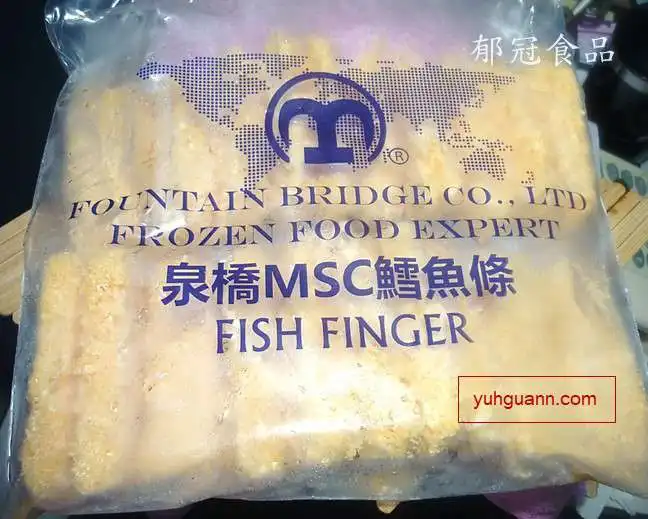 郁冠食品
®
FOUNTAIN BRIDGE CO., LTD
FROZEN FOOD EXPERT
泉橋MSC鱈魚條
FISH FINGER
yuhguann.com